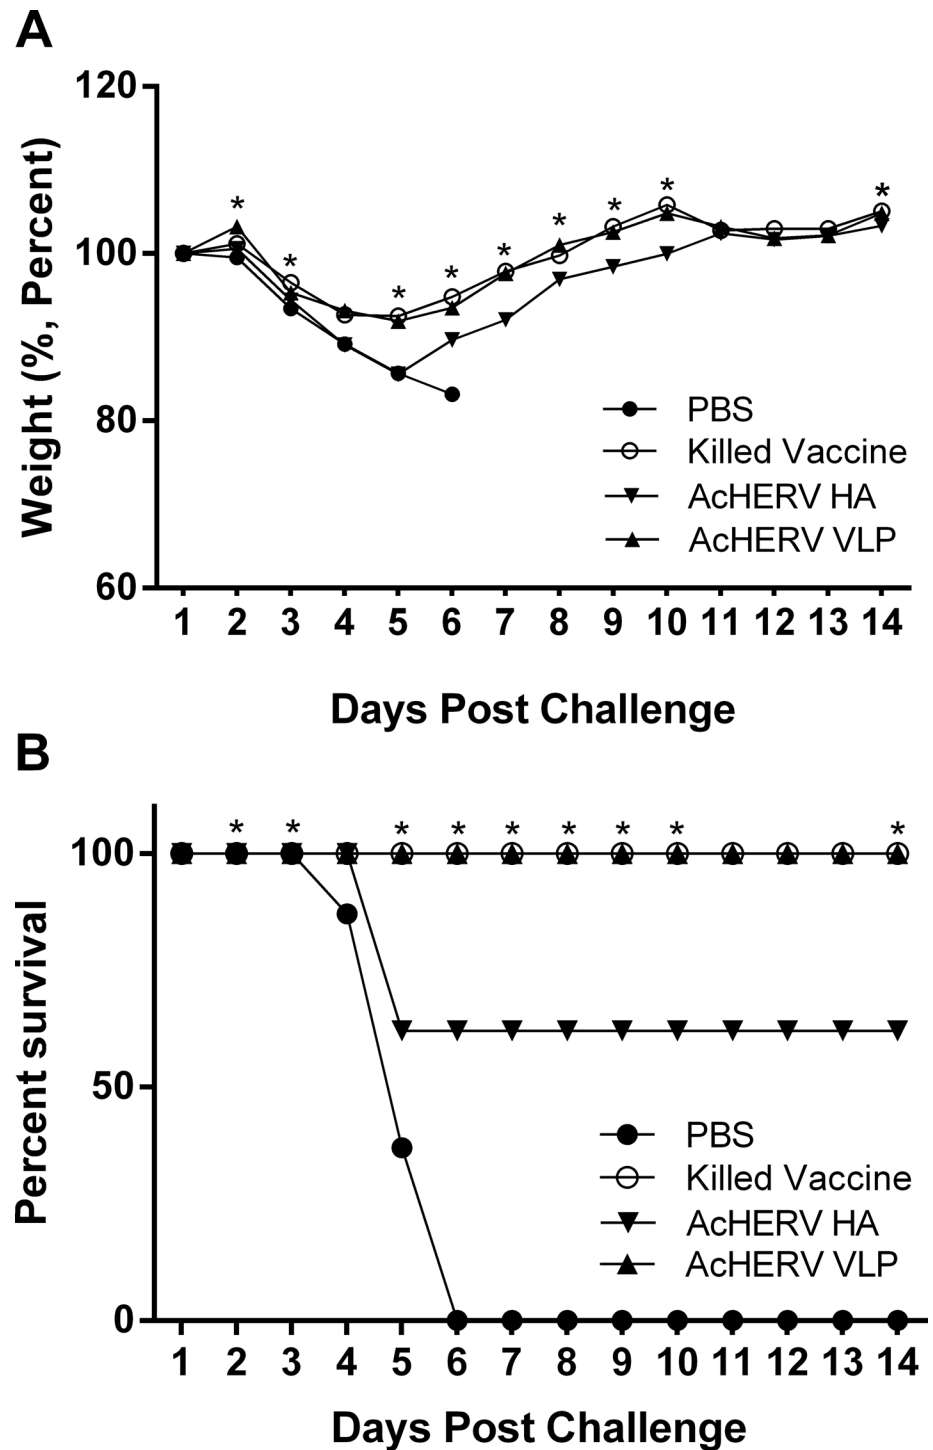 A
120
100
80
60
Weight (%, Percent)
* * * * * * * * *
PBS
Killed Vaccine
AcHERV HA
AcHERV VLP
1 2 3 4 5 6 7 8 9 10 11 12 13 14
Days Post Challenge
B
100
50
0
Percent survival
* * * * * * * * *
PBS
Killed Vaccine
AcHERV HA
AcHERV VLP
1 2 3 4 5 6 7 8 9 10 11 12 13 14
Days Post Challenge